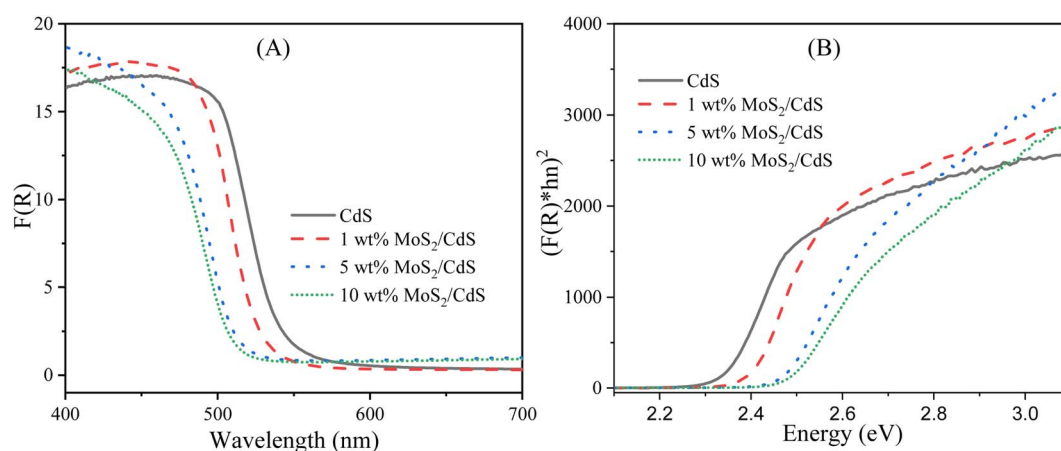 (A)
F(R)
20
15
10
5
0
CdS
1 wt% MoS₂/CdS
5 wt% MoS₂/CdS
10 wt% MoS₂/CdS
400 500 600 700
Wavelength (nm)
(B)
(F(R)*hn)²
4000
3000
2000
1000
0
CdS
1 wt% MoS₂/CdS
5 wt% MoS₂/CdS
10 wt% MoS₂/CdS
2.2 2.4 2.6 2.8 3.0
Energy (eV)